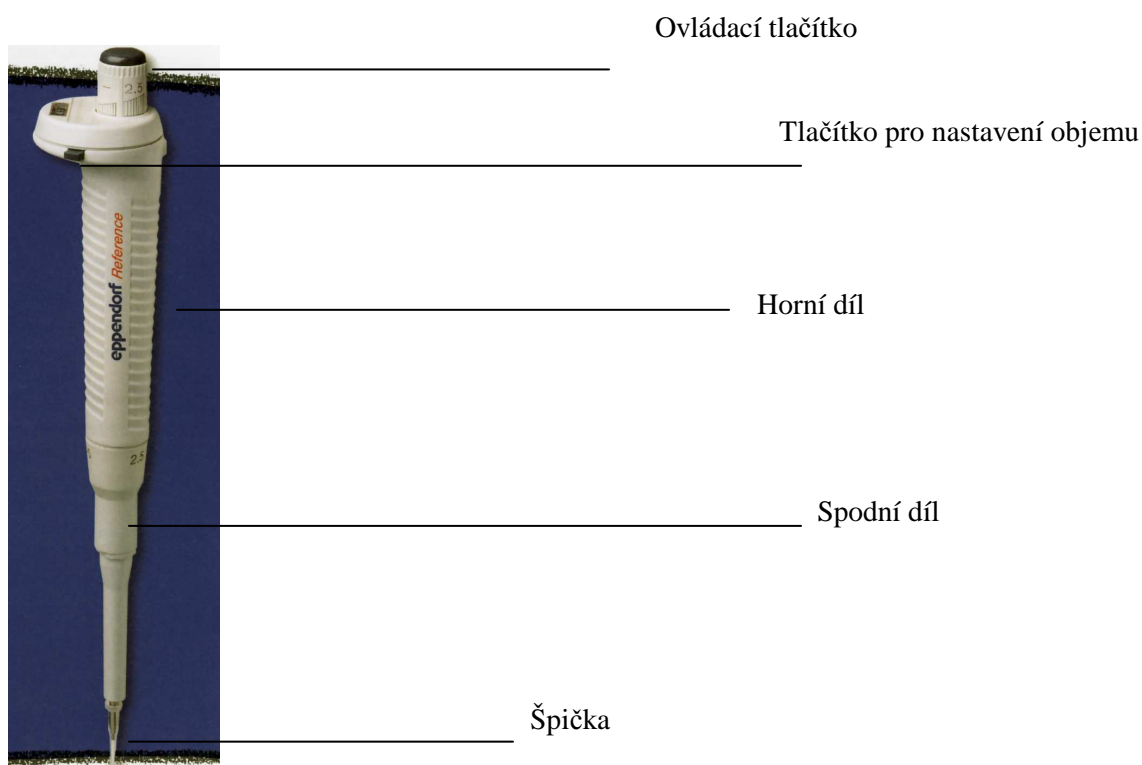 Ovládací tlačítko
2.5
Tlačítko pro nastavení objemu
eppendorf Reference
Horní díl
2.5
Spodní díl
Špička